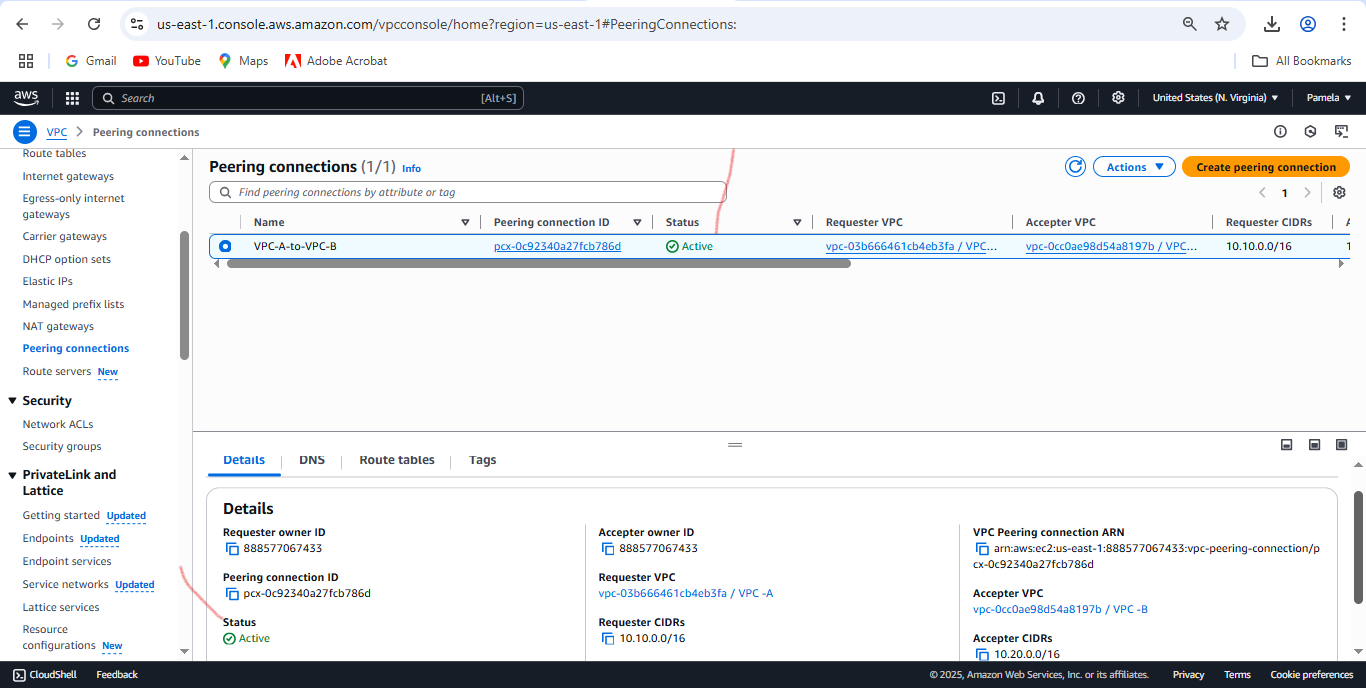 us-east-1.console.aws.amazon.com/vpcconsole/home?region=us-east-1#PeeringConnections:
Gmail YouTube Maps Adobe Acrobat All Bookmarks
aws Search [Alt+S] United States (N. Virginia) Pamela
VPC Peering connections
Route tables
Internet gateways
Egress-only internet
gateways
Carrier gateways
DHCP option sets
Elastic IPs
Managed prefix lists
NAT gateways
Peering connections
Route servers New
Security
Network ACLs
Security groups
PrivateLink and
Lattice
Getting started Updated
Endpoints Updated
Endpoint services
Service networks Updated
Lattice services
Resource
configurations New
Peering connections (1/1) Info
Actions Create peering connection
Find peering connections by attribute or tag
1
Name Peering connection ID Status Requester VPC Accepter VPC Requester CIDRs A
VPC-A-to-VPC-B pcx-0c92340a27fcb786d Active vpc-03b666461cb4eb3fa / VPC... vpc-0cc0ae98d54a8197b / VPC... 10.10.0.0/16 1
Details DNS Route tables Tags
Details
Requester owner ID
888577067433
Peering connection ID
pcx-0c92340a27fcb786d
Status
Active
Accepter owner ID
888577067433
Requester VPC
vpc-03b666461cb4eb3fa / VPC -A
Requester CIDRs
10.10.0.0/16
VPC Peering connection ARN
arn:aws:ec2:us-east-1:888577067433:vpc-peering-connection/p
cx-0c92340a27fcb786d
Accepter VPC
vpc-0cc0ae98d54a8197b / VPC -B
Accepter CIDRs
10.20.0.0/16
CloudShell Feedback © 2025, Amazon Web Services, Inc. or its affiliates. Privacy Terms Cookie preferences